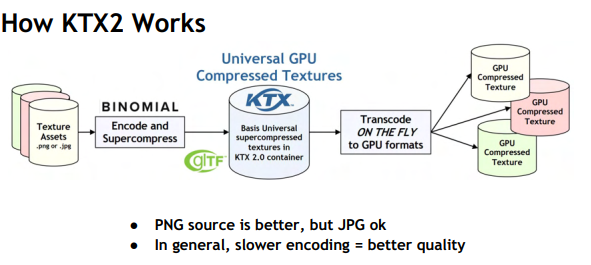 How KTX2 Works
Universal GPU
Compressed Textures
Texture
Assets
.png or .jpg
BINOMIAL
Encode and
Supercompress
glTF
KTX
Basis Universal
supercompressed
textures in
KTX 2.0 container
Transcode
ON THE FLY
to GPU formats
GPU
Compressed
Texture
GPU
Compressed
Texture
GPU
Compressed
Texture
● PNG source is better, but JPG ok
● In general, slower encoding = better quality